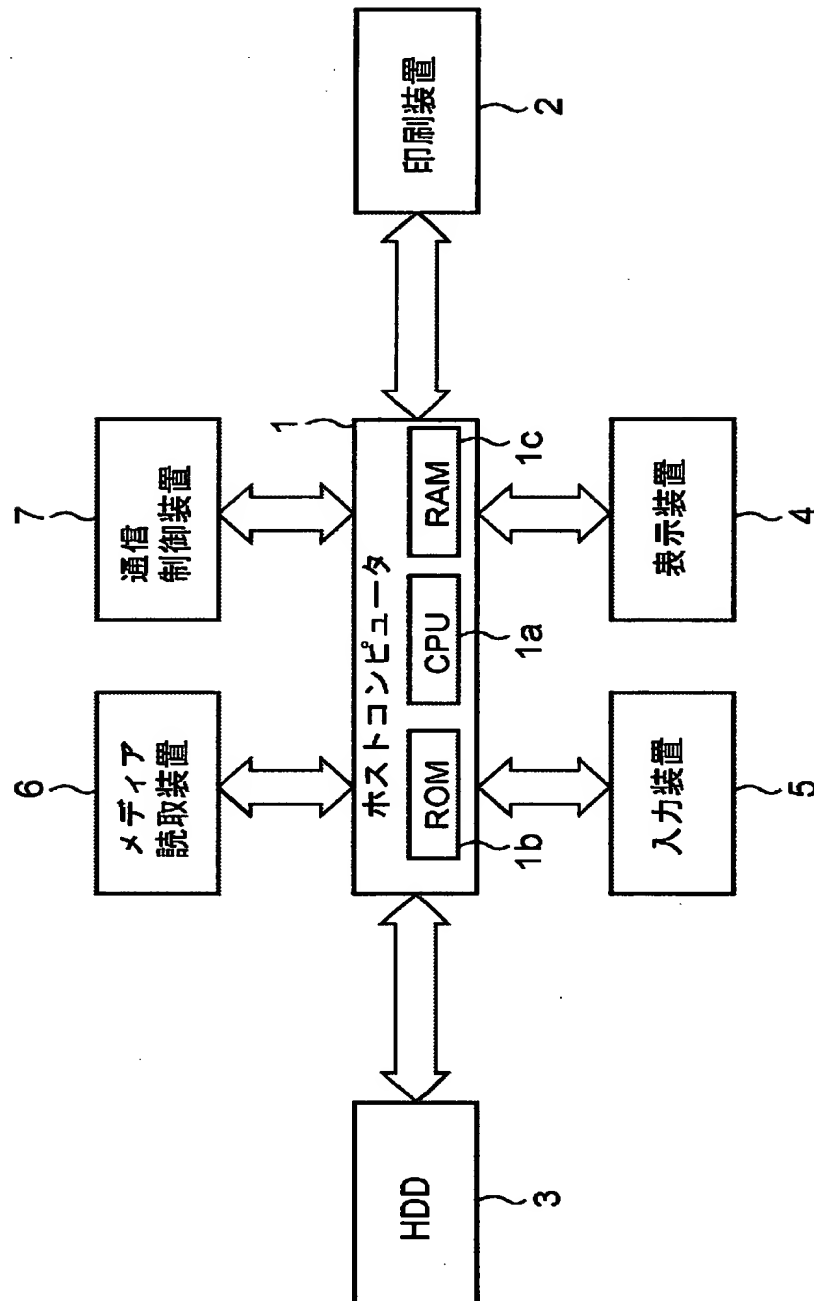 6
メディア
読取装置
7
通信
制御装置
HDD
3
1
ホストコンピュータ
ROM
CPU
RAM
1b
1a
1c
印刷装置
2
入力装置
5
表示装置
4